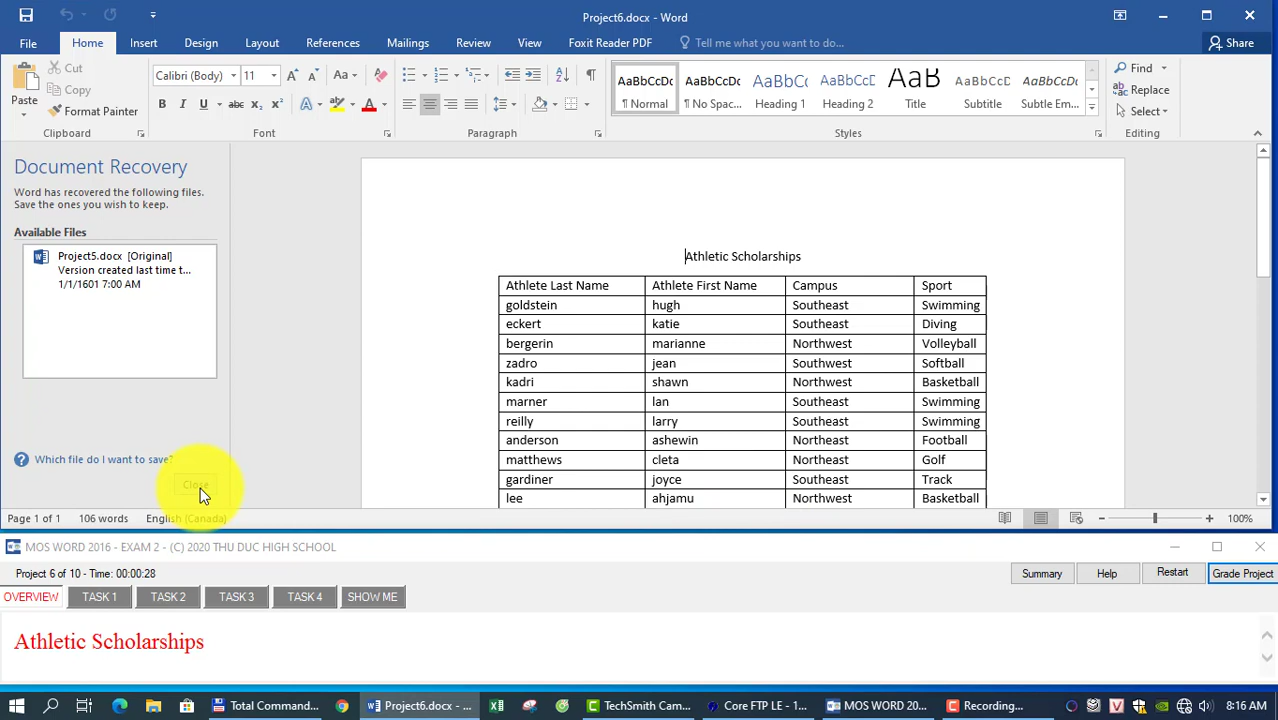 Project6.docx - Word
File Home Insert Design Layout References Mailings Review View Foxit Reader PDF Tell me what you want to do... Share
Paste Cut Copy Format Painter
Calibri (Body) 11
AaBbCcDc AaBbCcDc AaBbC AaBbCcD AaB AaBbCcD AaBbCcDc
¶ Normal ¶ No Spac... Heading 1 Heading 2 Title Subtitle Subtle Em...
Find Replace Select
Clipboard Font Paragraph Styles Editing
Document Recovery
Word has recovered the following files.
Save the ones you wish to keep.
Available Files
Project5.docx [Original]
Version created last time t...
1/1/1601 7:00 AM
Which file do I want to save?
Close
Athletic Scholarships
Athlete Last Name Athlete First Name Campus Sport
goldstein hugh Southeast Swimming
eckert katie Southeast Diving
bergerin marianne Northwest Volleyball
zadro jean Southwest Softball
kadri shawn Northwest Basketball
marner lan Southeast Swimming
reilly larry Southeast Swimming
anderson ashewin Northeast Football
matthews cleta Northeast Golf
gardiner joyce Southeast Track
lee ahjamu Northwest Basketball
Page 1 of 1 106 words English (Canada) 100%
MOS WORD 2016 - EXAM 2 - (C) 2020 THU DUC HIGH SCHOOL
Project 6 of 10 - Time: 00:00:28 Summary Help Restart Grade Project
OVERVIEW TASK 1 TASK 2 TASK 3 TASK 4 SHOW ME
Athletic Scholarships
Total Command... Project6.docx - ... TechSmith Cam... Core FTP LE - 1... MOS WORD 20... Recording... 8:16 AM